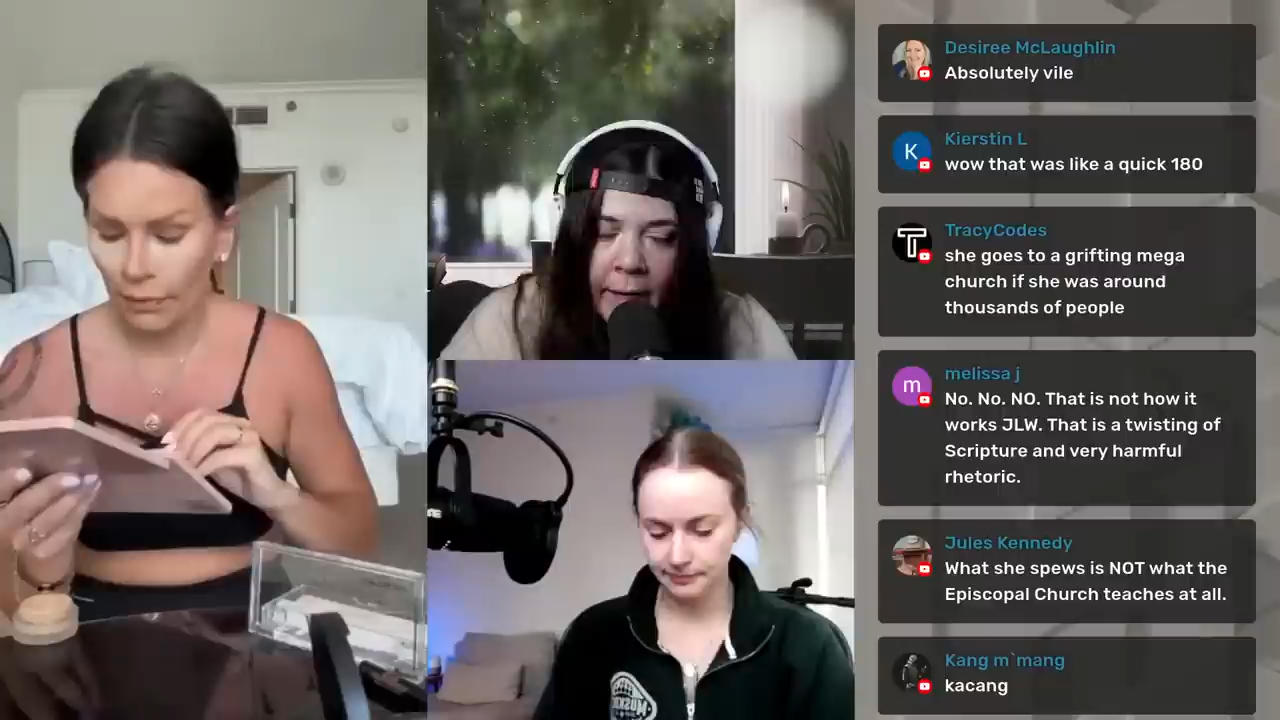 Desiree McLaughlin
Absolutely vile
K
Kierstin L
wow that was like a quick 180
T
TracyCodes
she goes to a grifting mega
church if she was around
thousands of people
m
melissa j
No. No. NO. That is not how it
works JLW. That is a twisting of
Scripture and very harmful
rhetoric.
Jules Kennedy
What she spews is NOT what the
Episcopal Church teaches at all.
Kang m`mang
kacang